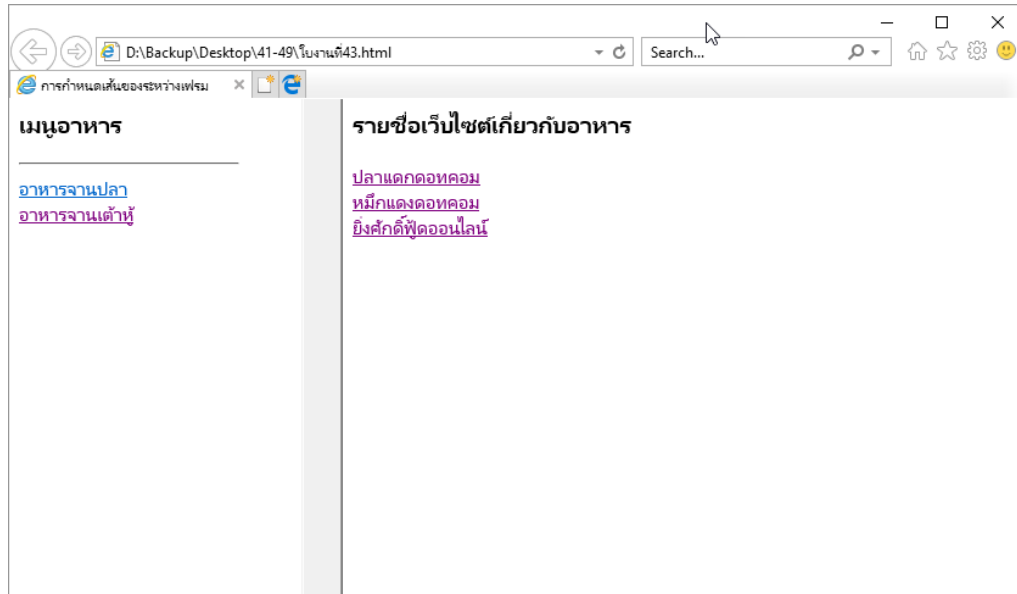 D:\Backup\Desktop\41-49\ใบงานที่43.html
Search...
การกำหนดเส้นของระหว่างเฟรม
เมนูอาหาร
อาหารจานปลา
อาหารจานเต้าหู้
รายชื่อเว็บไซต์เกี่ยวกับอาหาร
ปลาแดกดอทคอม
หมึกแดงดอทคอม
ยิ่งศักดิ์ฟู้ดออนไลน์